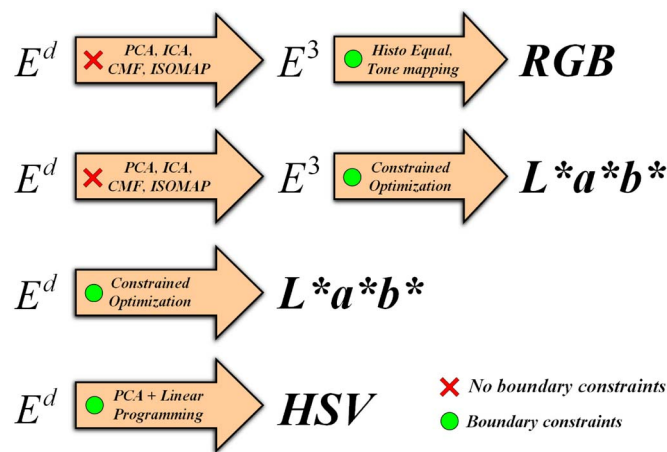 E^d PCA, ICA, CMF, ISOMAP E^3 Histo Equal, Tone mapping RGB
E^d PCA, ICA, CMF, ISOMAP E^3 Constrained Optimization L*a*b*
E^d Constrained Optimization L*a*b*
E^d PCA + Linear Programming HSV
No boundary constraints
Boundary constraints